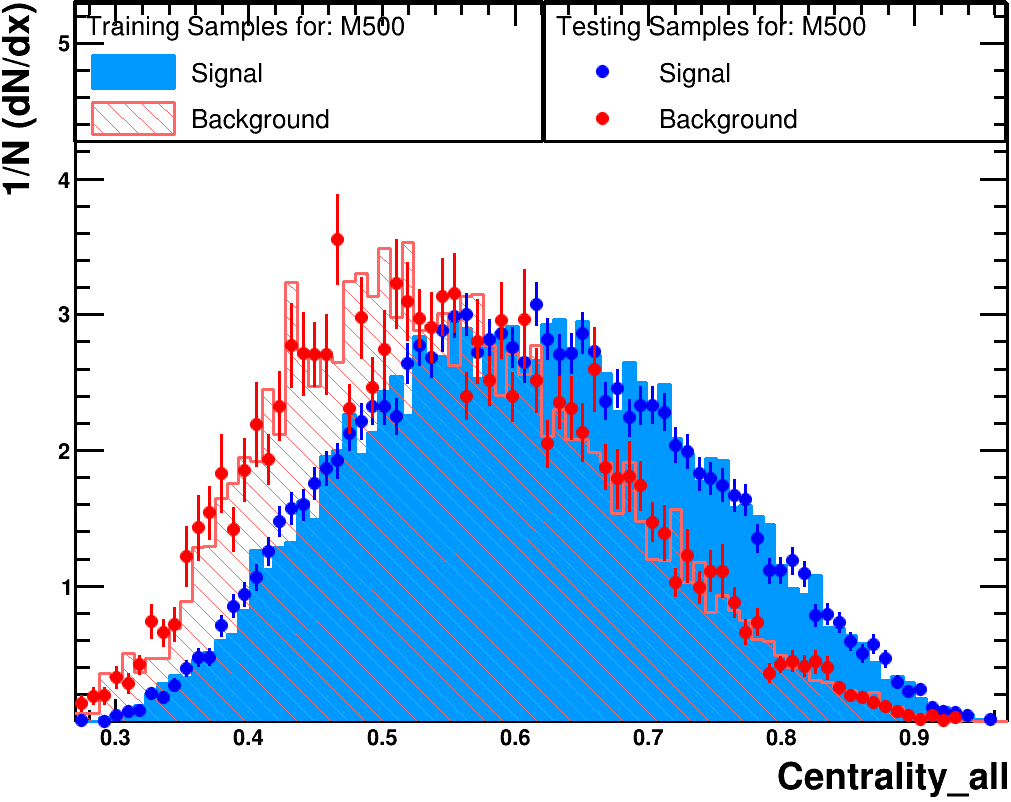 1/N (dN/dx)
Training Samples for: M500
Signal
Background
Testing Samples for: M500
Signal
Background
5
4
3
2
1
0.3 0.4 0.5 0.6 0.7 0.8 0.9
Centrality_all